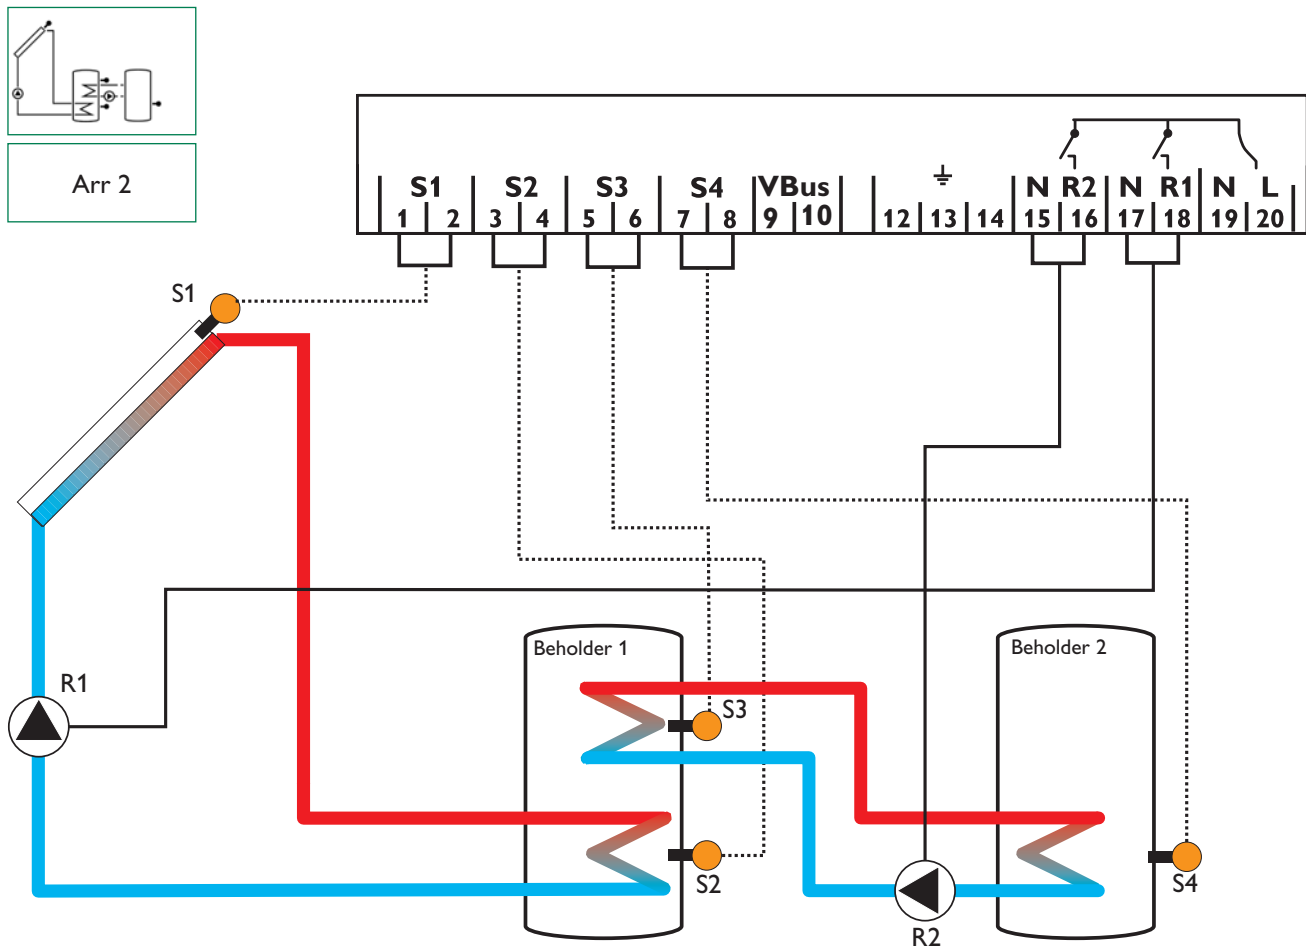 Arr 2
S1 S2 S3 S4 VBus ⏚ N R2 N R1 N L
1 2 3 4 5 6 7 8 9 10 12 13 14 15 16 17 18 19 20
S1
Beholder 1
Beholder 2
R1
S3
S2
S4
R2